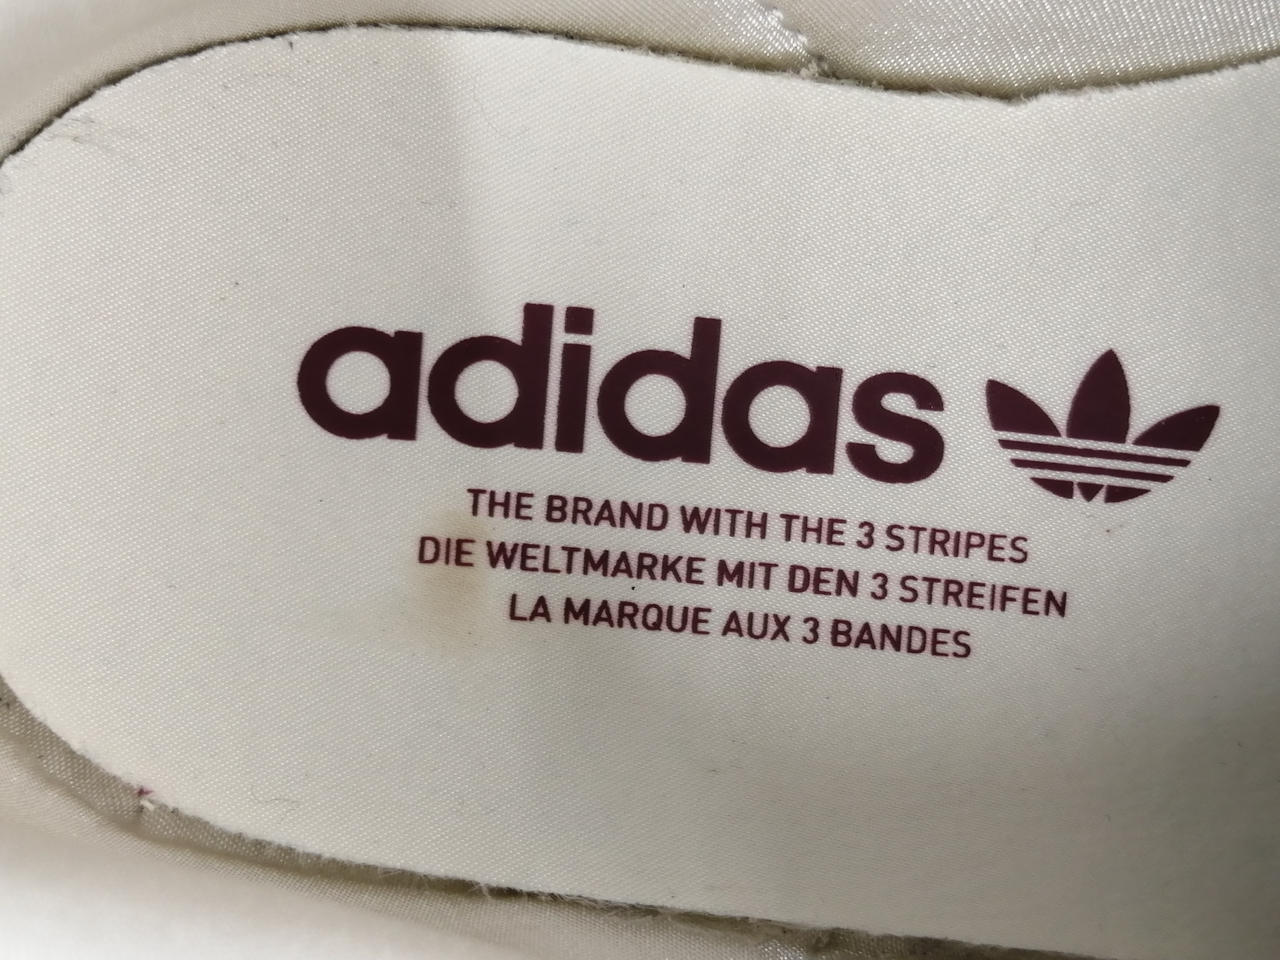 adidas
THE BRAND WITH THE 3 STRIPES
DIE WELTMARKE MIT DEN 3 STREIFEN
LA MARQUE AUX 3 BANDES